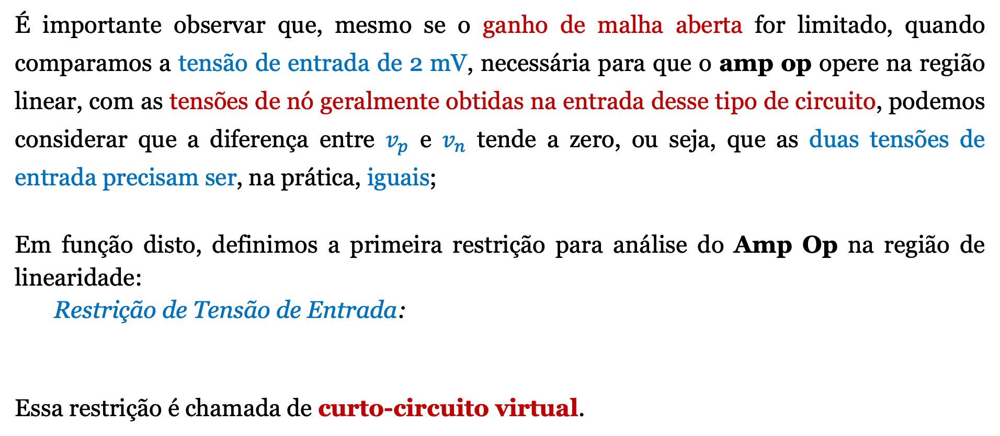 É importante observar que, mesmo se o ganho de malha aberta for limitado, quando
comparamos a tensão de entrada de 2 mV, necessária para que o amp op opere na região
linear, com as tensões de nó geralmente obtidas na entrada desse tipo de circuito, podemos
considerar que a diferença entre vₚ e vₙ tende a zero, ou seja, que as duas tensões de
entrada precisam ser, na prática, iguais;
Em função disto, definimos a primeira restrição para análise do Amp Op na região de
linearidade:
Restrição de Tensão de Entrada:
Essa restrição é chamada de curto-circuito virtual.